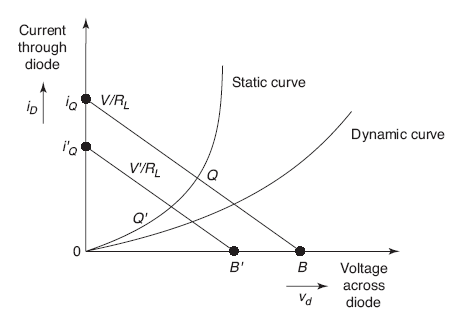 Current
through
diode
i_D
i_Q
V/R_L
Static curve
Dynamic curve
i'_Q
V'/R_L
Q
Q'
0
B'
B
Voltage
across
diode
v_d